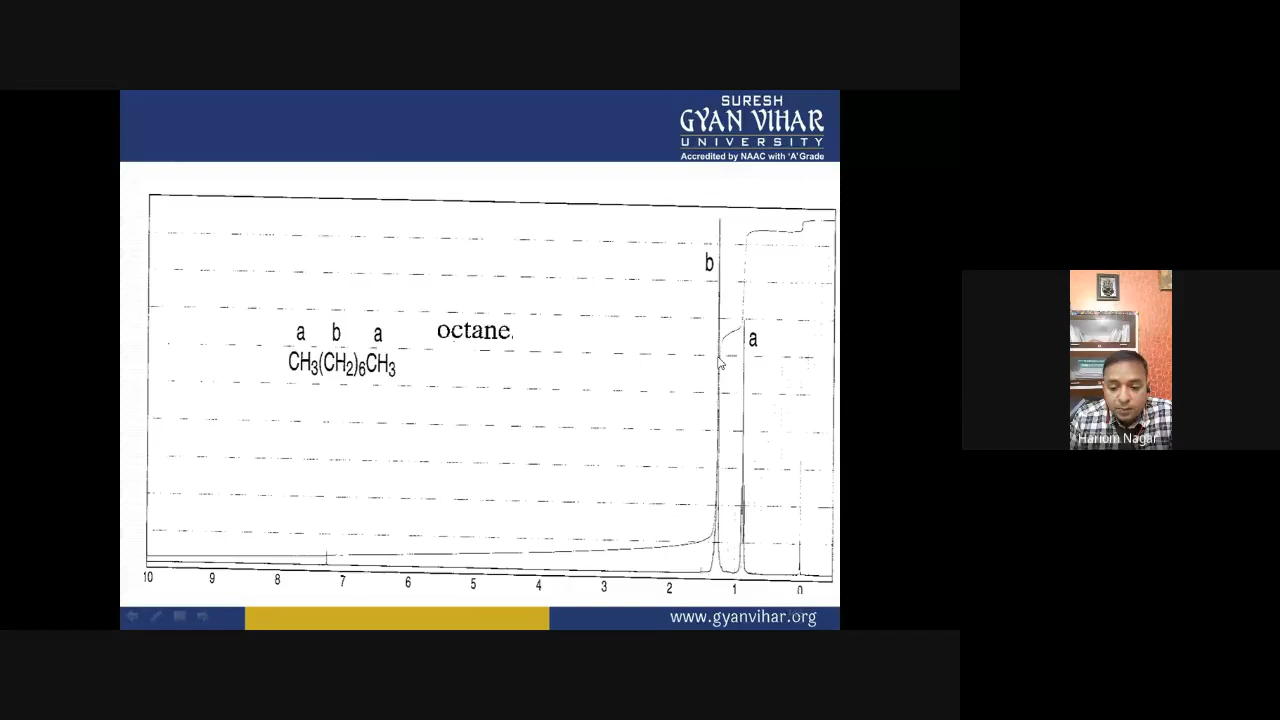 SURESH
GYAN VIHAR
UNIVERSITY
Accredited by NAAC with 'A' Grade
b
a b a octane.
CH₃(CH₂)₆CH₃
a
10 9 8 7 6 5 4 3 2 1 0
www.gyanvihar.org
Hariom Nagar